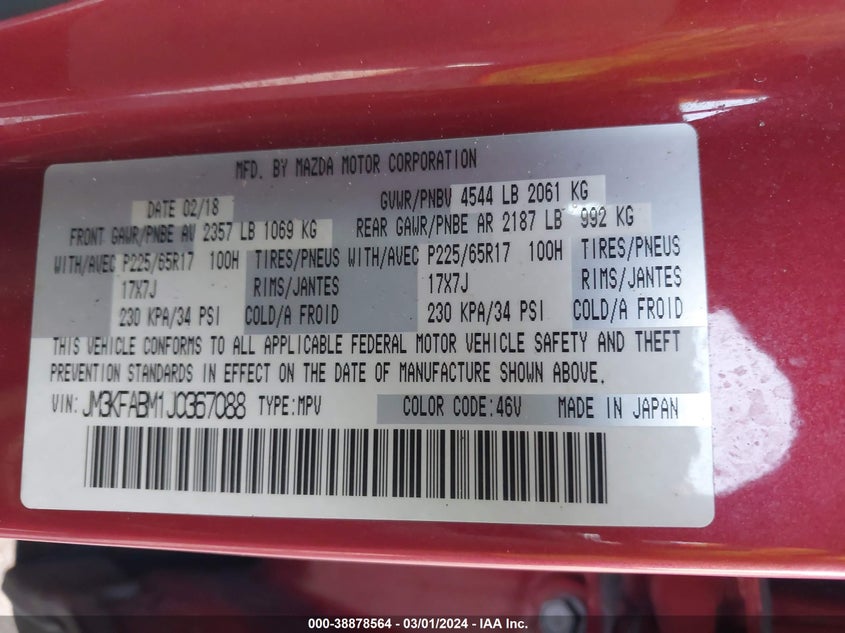 MFD. BY MAZDA MOTOR CORPORATION
DATE 02/18 GVWR/PNBV 4544 LB 2061 KG
FRONT GAWR/PNBE AV 2357 LB 1069 KG REAR GAWR/PNBE AR 2187 LB 992 KG
WITH/AVEC P225/65R17 100H TIRES/PNEUS WITH/AVEC P225/65R17 100H TIRES/PNEUS
17X7J RIMS/JANTES 17X7J RIMS/JANTES
230 KPA/34 PSI COLD/A FROID 230 KPA/34 PSI COLD/A FROID
THIS VEHICLE CONFORMS TO ALL APPLICABLE FEDERAL MOTOR VEHICLE SAFETY AND THEFT
PREVENTION STANDARDS IN EFFECT ON THE DATE OF MANUFACTURE SHOWN ABOVE.
VIN: JM3KFABM1J0367088 TYPE:MPV COLOR CODE:46V MADE IN JAPAN
000-38878564 - 03/01/2024 - IAA Inc.